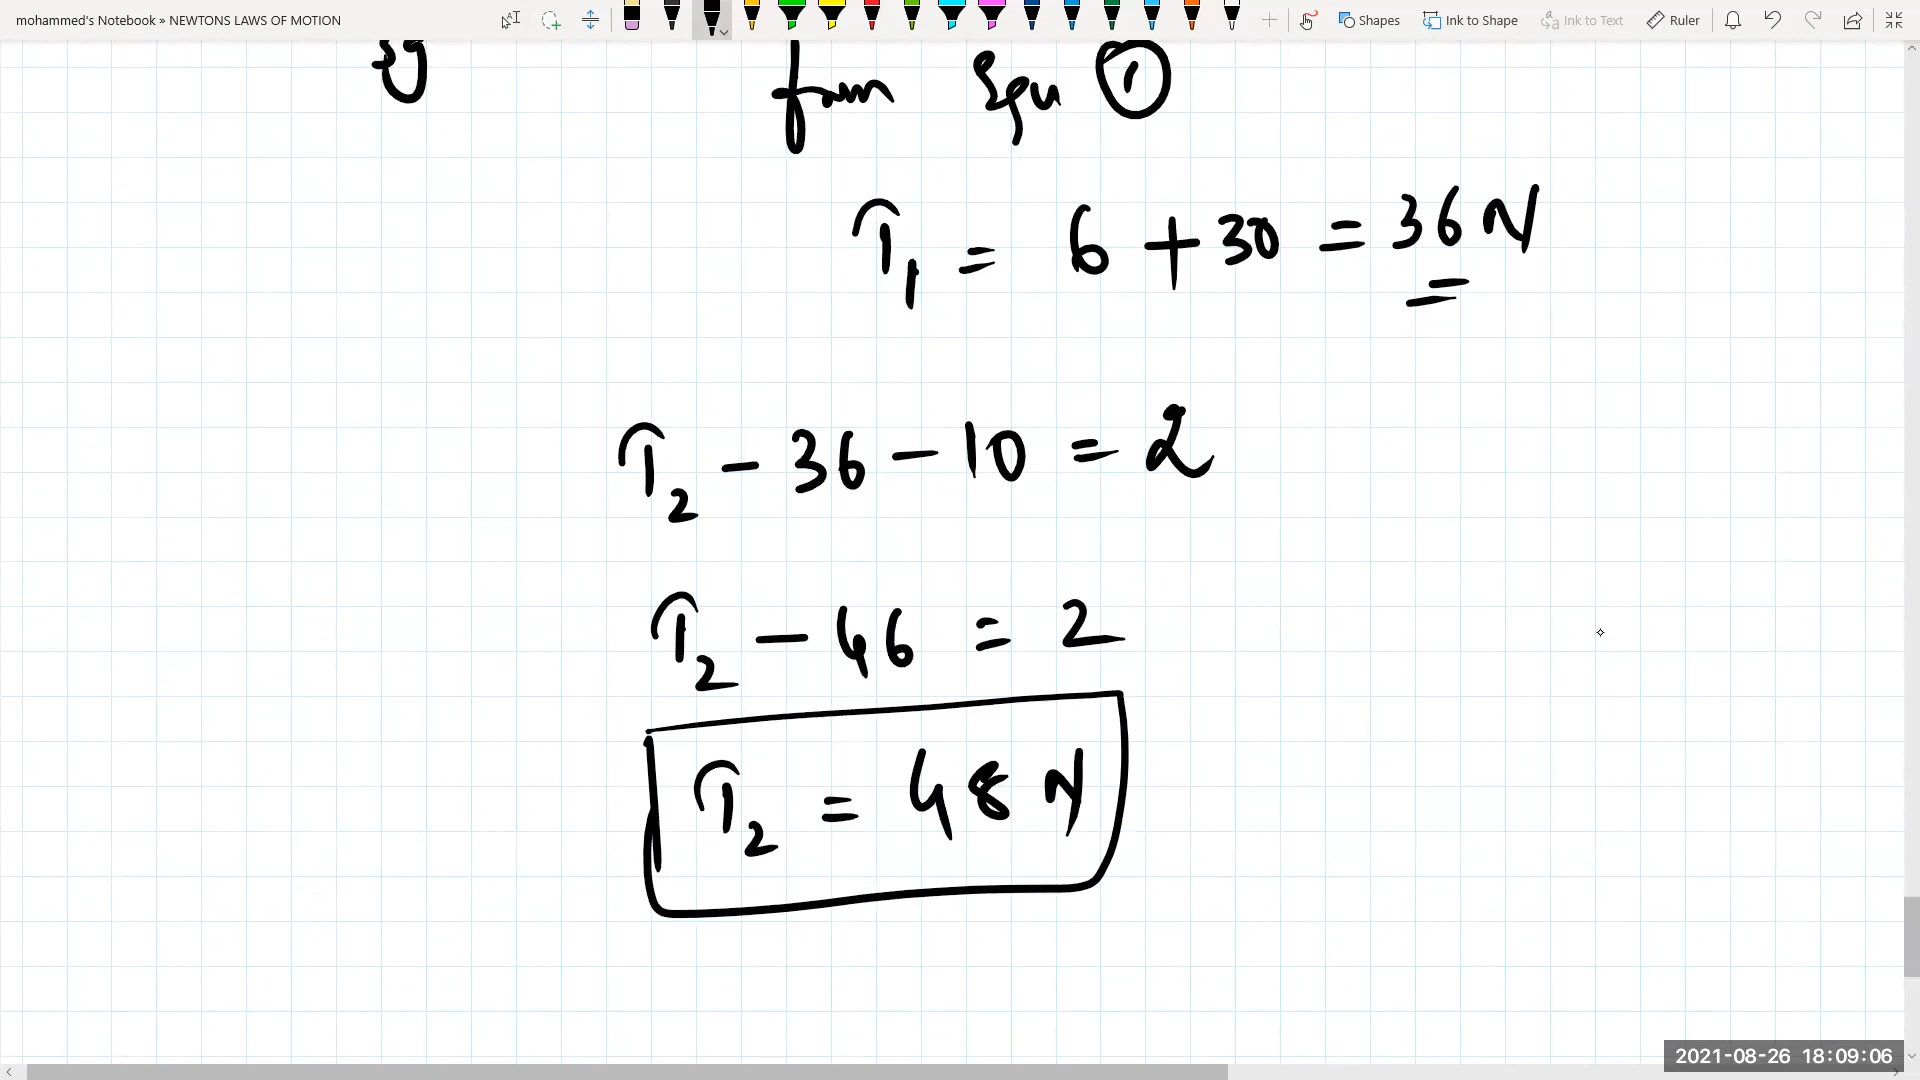 mohammed's Notebook » NEWTONS LAWS OF MOTION
Shapes Ink to Shape Ink to Text Ruler
3g from Equ ①
T₁ = 6 + 30 = 36 N
T₂ - 36 - 10 = 2
T₂ - 46 = 2
T₂ = 48 N
2021-08-26 18:09:06